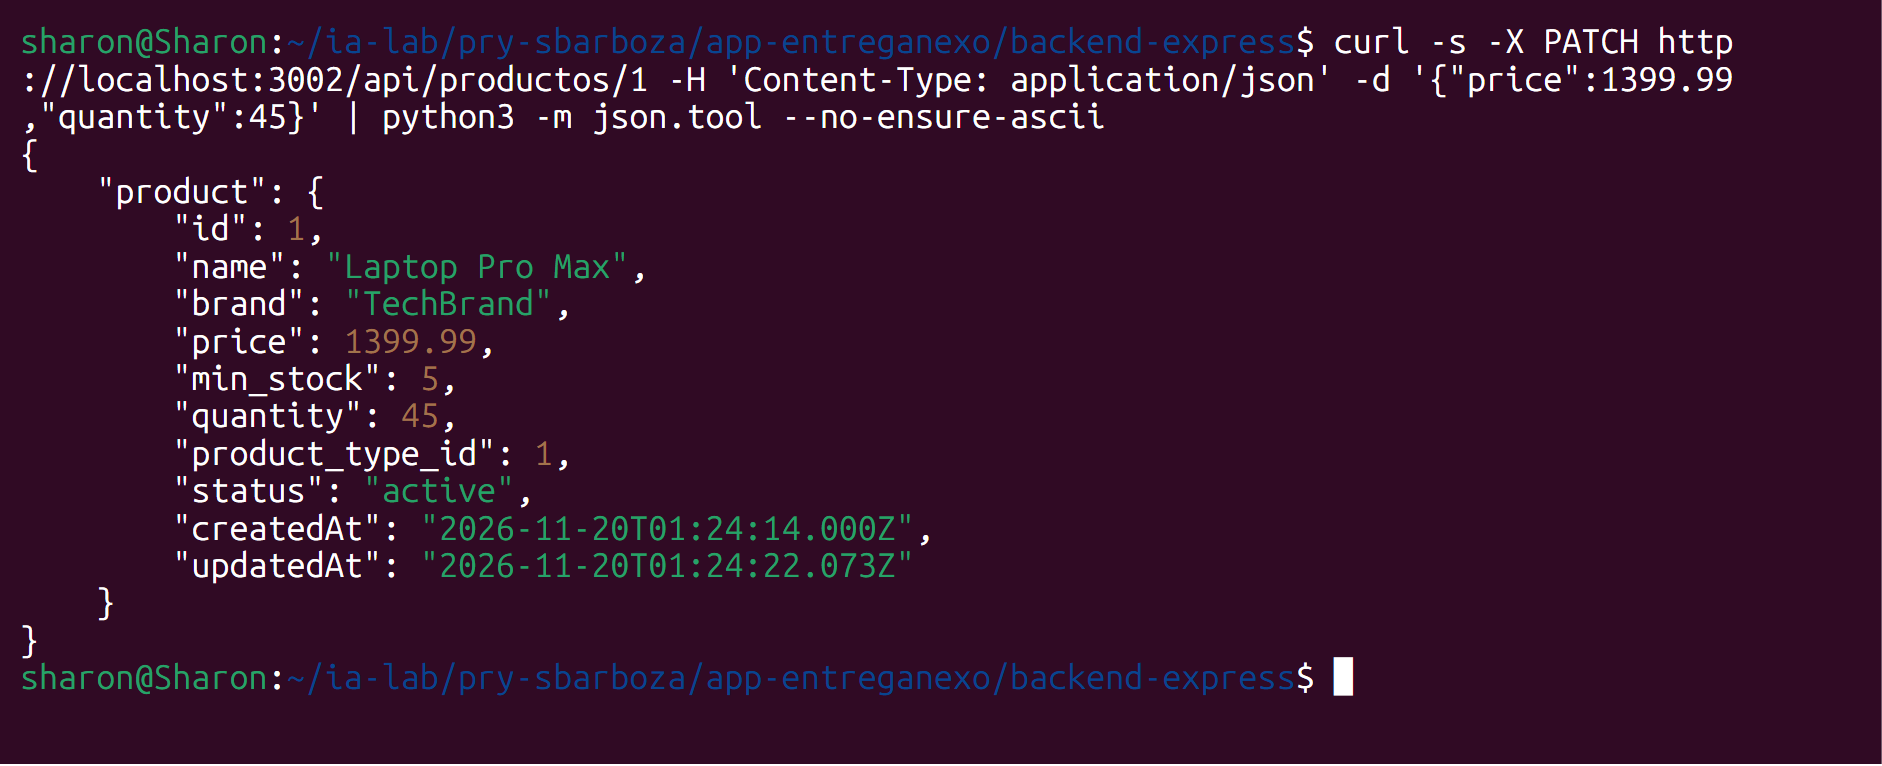 sharon@Sharon:~/ia-lab/pry-sbarboza/app-entreganexo/backend-express$ curl -s -X PATCH http
://localhost:3002/api/productos/1 -H 'Content-Type: application/json' -d '{"price":1399.99
,"quantity":45}' | python3 -m json.tool --no-ensure-ascii
{
    "product": {
        "id": 1,
        "name": "Laptop Pro Max",
        "brand": "TechBrand",
        "price": 1399.99,
        "min_stock": 5,
        "quantity": 45,
        "product_type_id": 1,
        "status": "active",
        "createdAt": "2026-11-20T01:24:14.000Z",
        "updatedAt": "2026-11-20T01:24:22.073Z"
    }
}
sharon@Sharon:~/ia-lab/pry-sbarboza/app-entreganexo/backend-express$